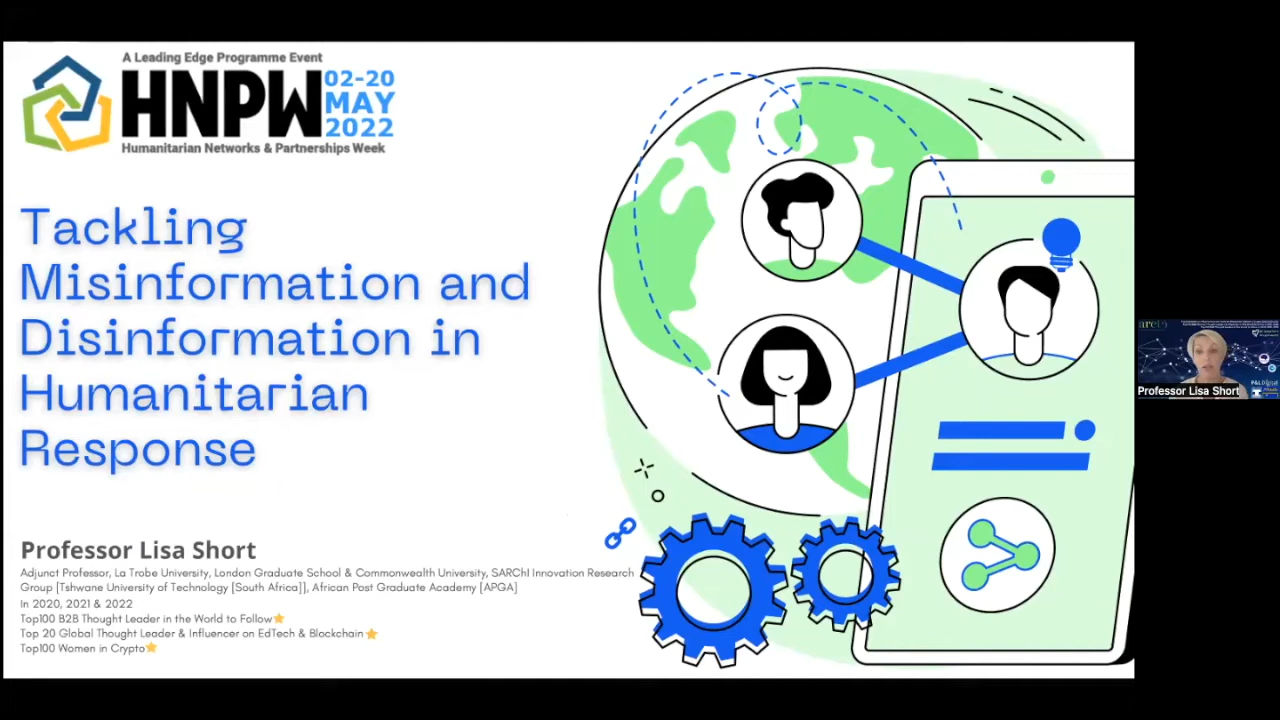 A Leading Edge Programme Event
HNPW
02-20
MAY
2022
Humanitarian Networks & Partnerships Week
Tackling
Misinformation and
Disinformation in
Humanitarian
Response
Professor Lisa Short
Adjunct Professor, La Trobe University, London Graduate School & Commonwealth University, SARChI Innovation Research
Group [Tshwane University of Technology [South Africa]], African Post Graduate Academy [APGA]
In 2020, 2021 & 2022
Top100 B2B Thought Leader in the World to Follow
Top 20 Global Thought Leader & Influencer on EdTech & Blockchain
Top100 Women in Crypto
Professor Lisa Short